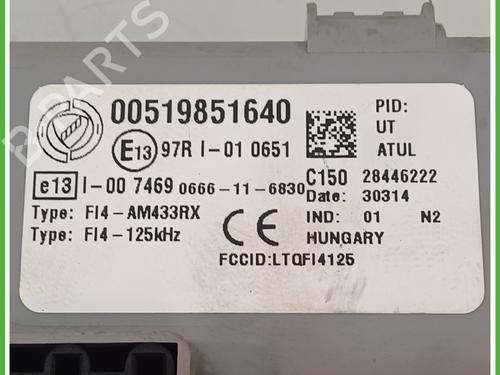 B-PARTS
00519851640
PID:
UT
ATUL
E13 97R I-01 0651
e13 I-00 7469 0666-11-6830
C150 28446222
Date: 30314
Type: FI4-AM433RX
IND: 01 N2
Type: FI4-125kHz
CE
HUNGARY
FCCID:LTQFI4125